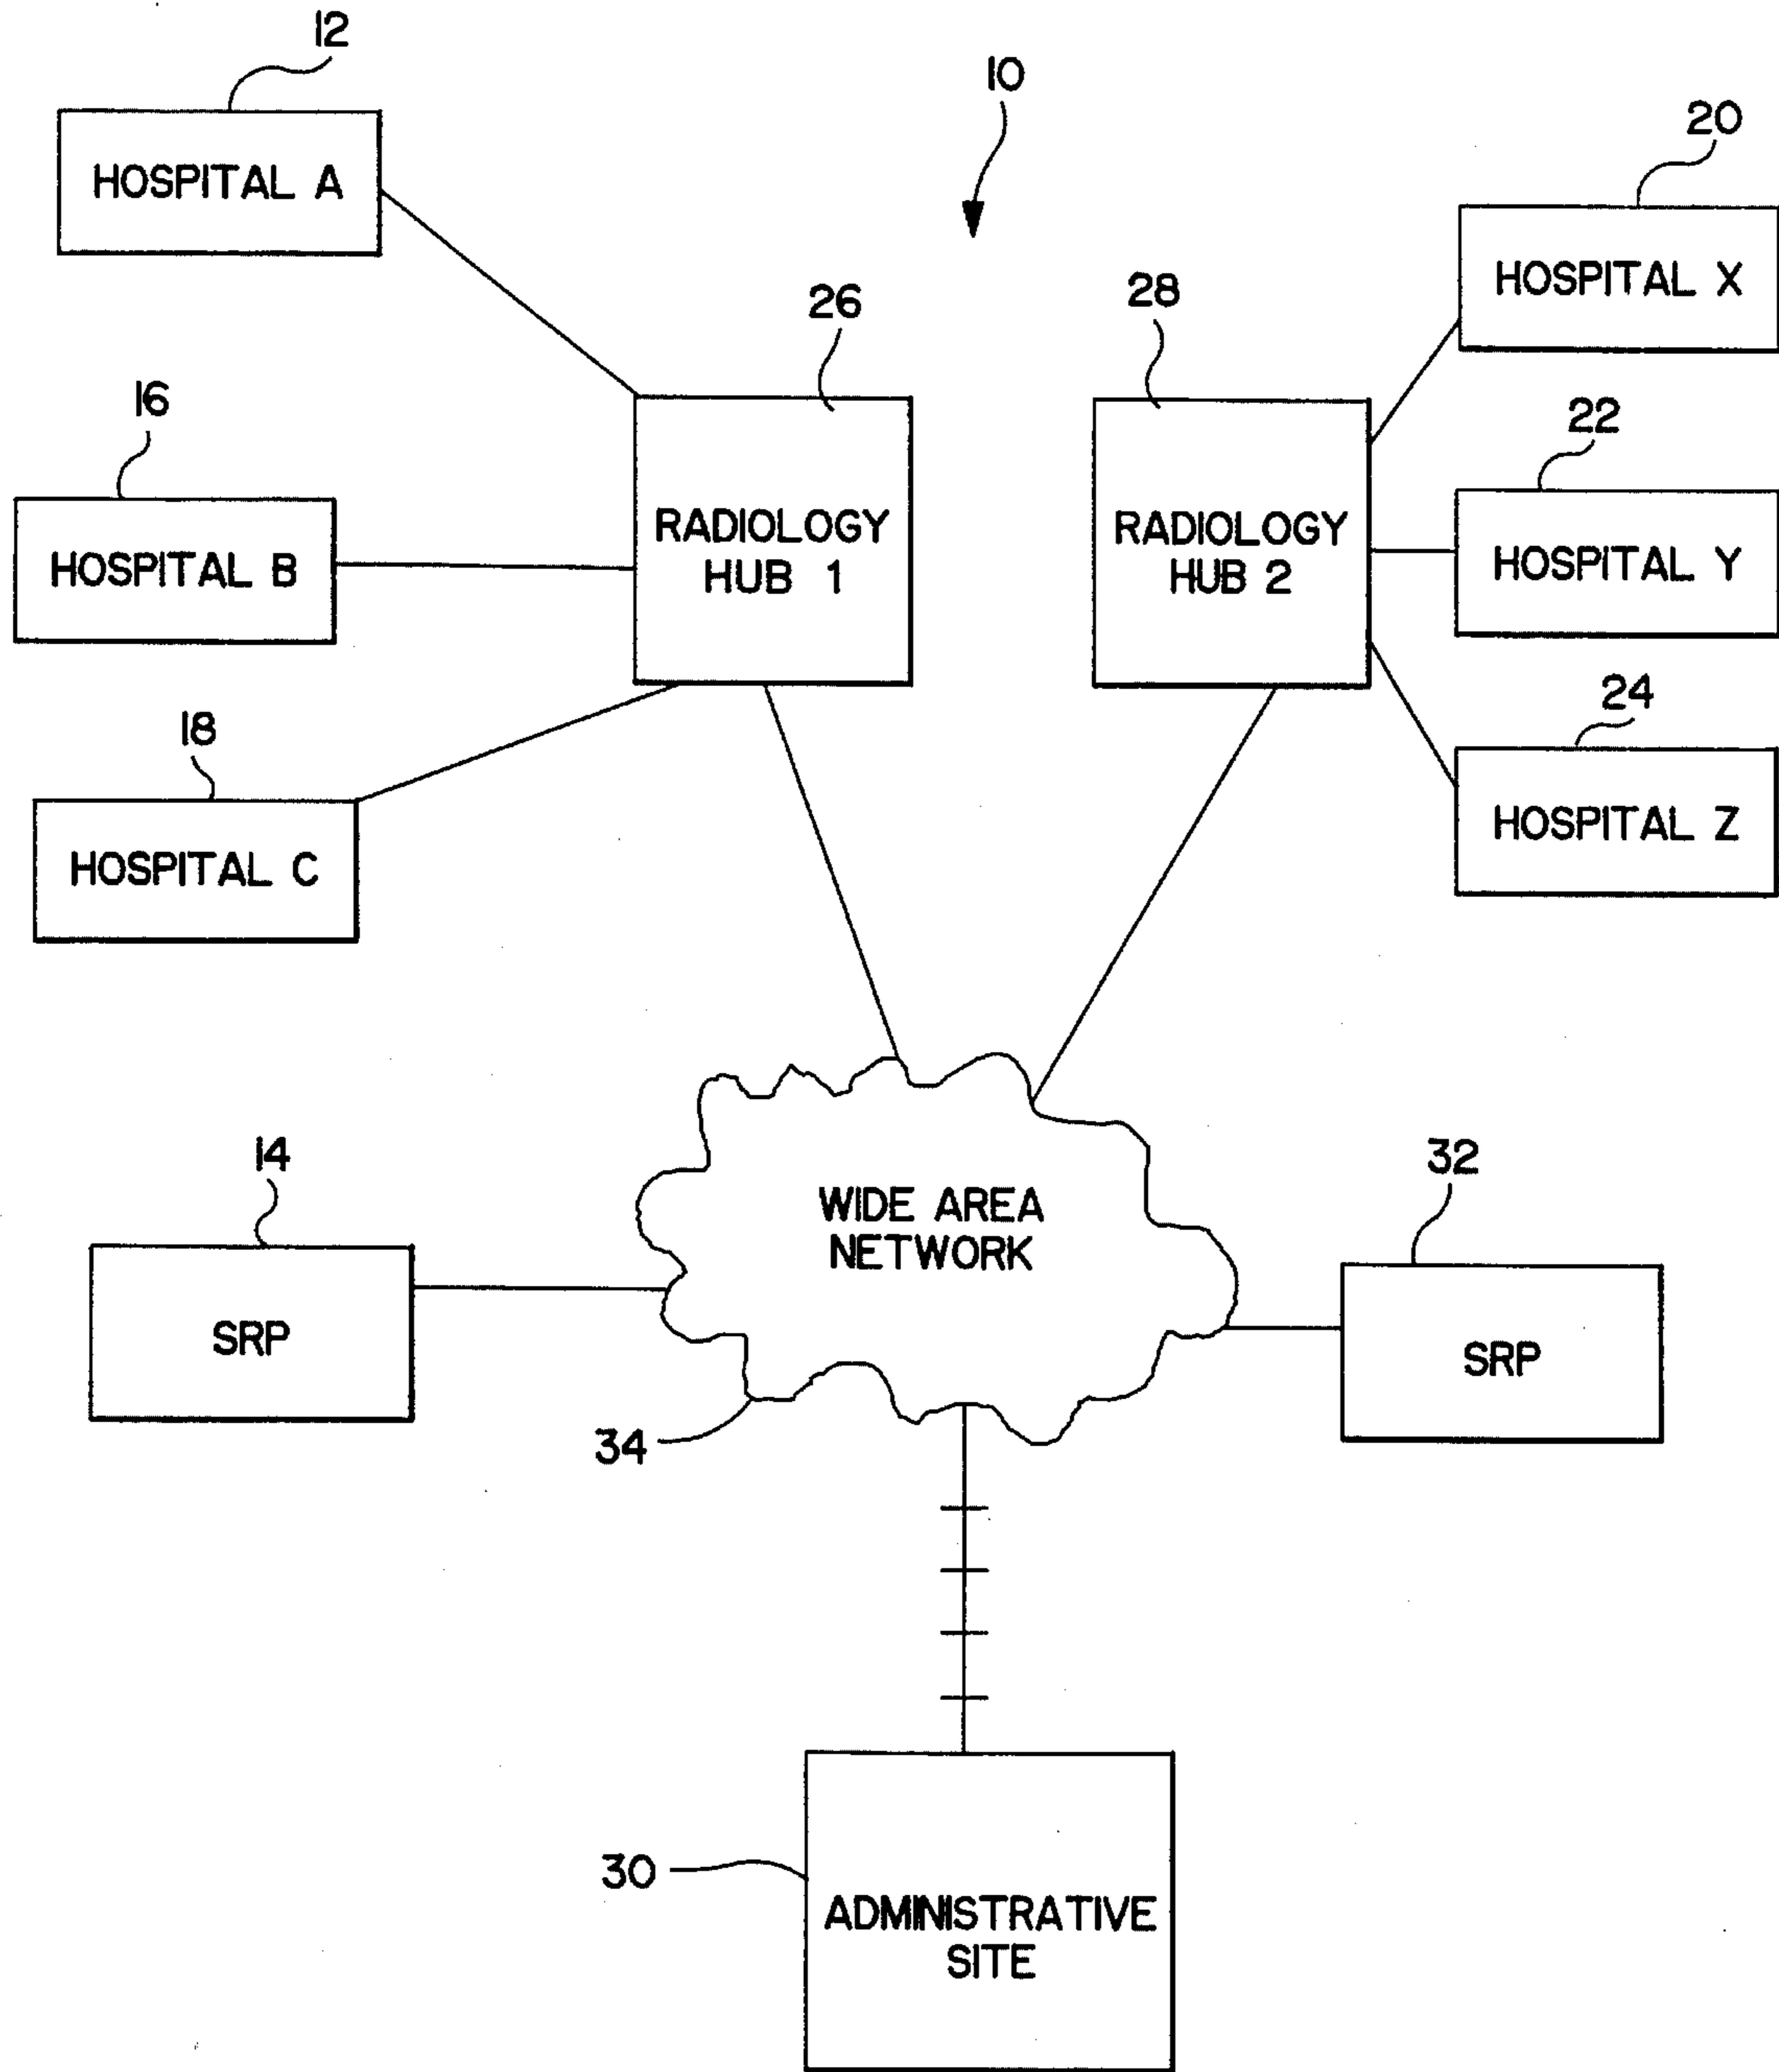 12
10
20
HOSPITAL A
HOSPITAL X
26
28
16
22
RADIOLOGY
HUB 1
RADIOLOGY
HUB 2
HOSPITAL B
HOSPITAL Y
18
24
HOSPITAL C
HOSPITAL Z
14
32
WIDE AREA
NETWORK
SRP
SRP
34
30
ADMINISTRATIVE
SITE